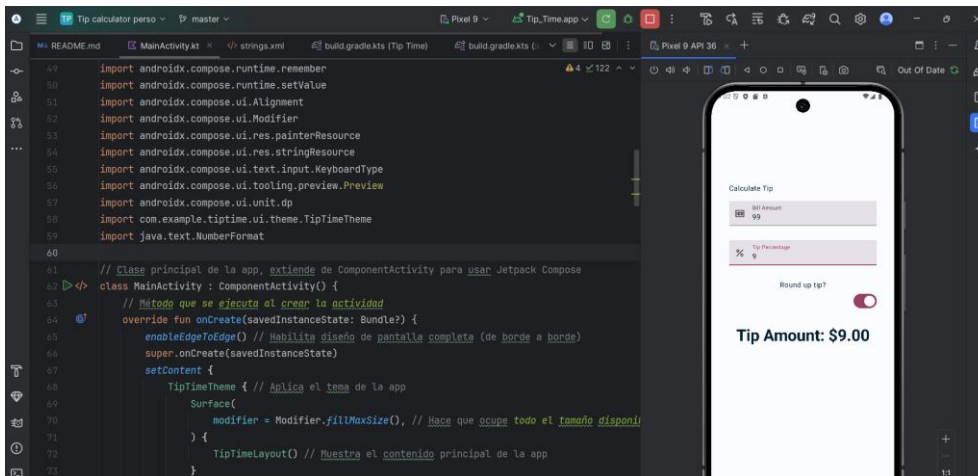 TP Tip calculator perso master Pixel 9 Tip_Time.app
README.md MainActivity.kt strings.xml build.gradle.kts (Tip Time) build.gradle.kts (: Pixel 9 API 36
49 import androidx.compose.runtime.remember 4 122
50 import androidx.compose.runtime.setValue
51 import androidx.compose.ui.Alignment
52 import androidx.compose.ui.Modifier
53 import androidx.compose.ui.res.painterResource
54 import androidx.compose.ui.res.stringResource
55 import androidx.compose.ui.text.input.KeyboardType
56 import androidx.compose.ui.tooling.preview.Preview
57 import androidx.compose.ui.unit.dp
58 import com.example.tiptime.ui.theme.TipTimeTheme
59 import java.text.NumberFormat
60
61 // Clase principal de la app, extiende de ComponentActivity para usar Jetpack Compose
62 class MainActivity : ComponentActivity() {
63 // Método que se ejecuta al crear la actividad
64 override fun onCreate(savedInstanceState: Bundle?) {
65 enableEdgeToEdge() // Habilita diseño de pantalla completa (de borde a borde)
66 super.onCreate(savedInstanceState)
67 setContent {
68 TipTimeTheme { // Aplica el tema de la app
69 Surface(
70 modifier = Modifier.fillMaxSize(), // Hace que ocupe todo el tamaño disponi
71 ) {
72 TipTimeLayout() // Muestra el contenido principal de la app
73 }
Out Of Date
Calculate Tip
Bill Amount
99
Tip Percentage
9
Round up tip?
Tip Amount: $9.00
1:1